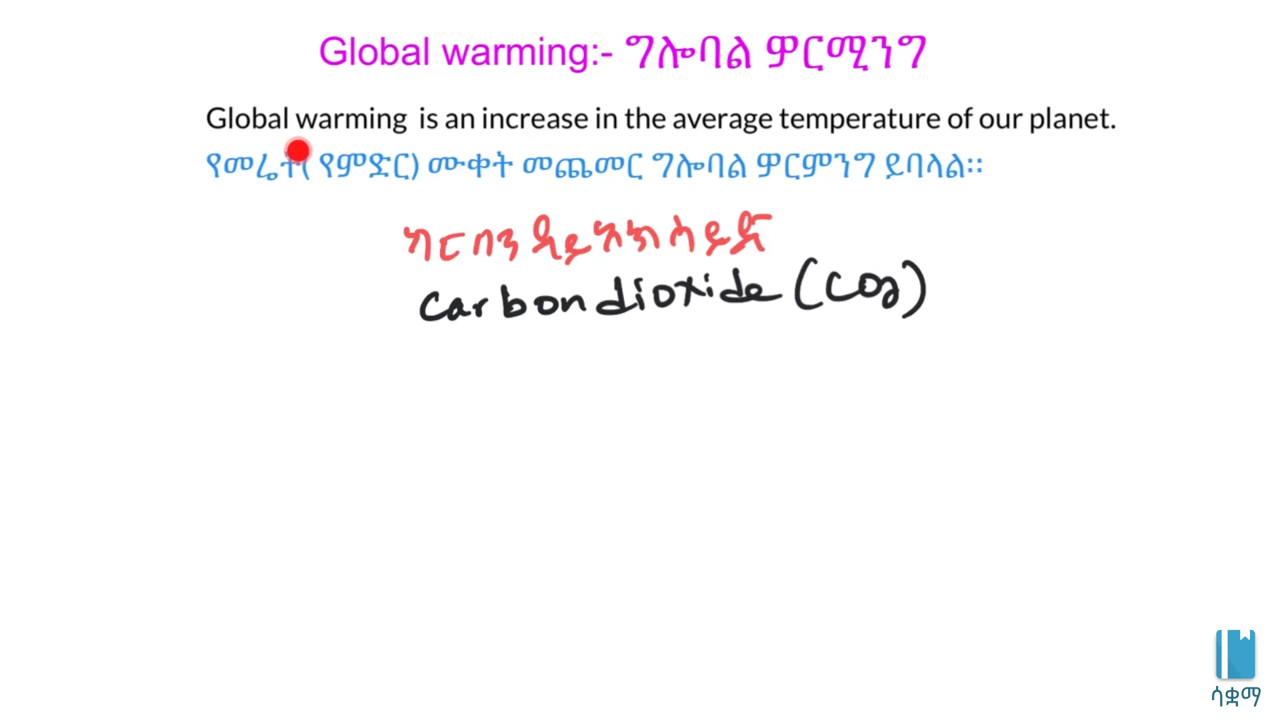 Global warming:- ግሎባል ዎርሚንግ
Global warming is an increase in the average temperature of our planet.
የመሬት( የምድር) ሙቀት መጨመር ግሎባል ዎርምንግ ይባላል፡፡
ካርበን ዳይኦክሳይድ
carbondioxide (CO2)
ሳቋማ